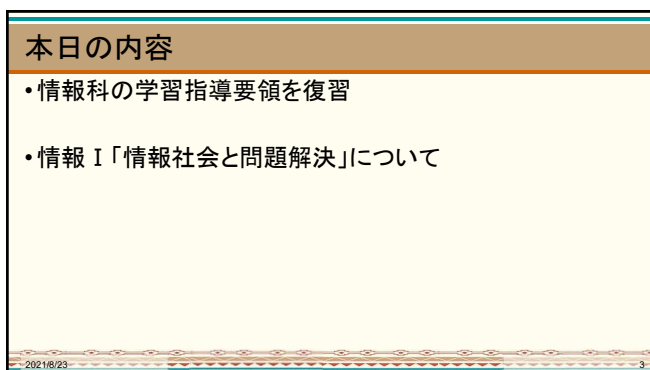 本日の内容
•情報科の学習指導要領を復習
•情報Ⅰ「情報社会と問題解決」について
2021/8/23
3